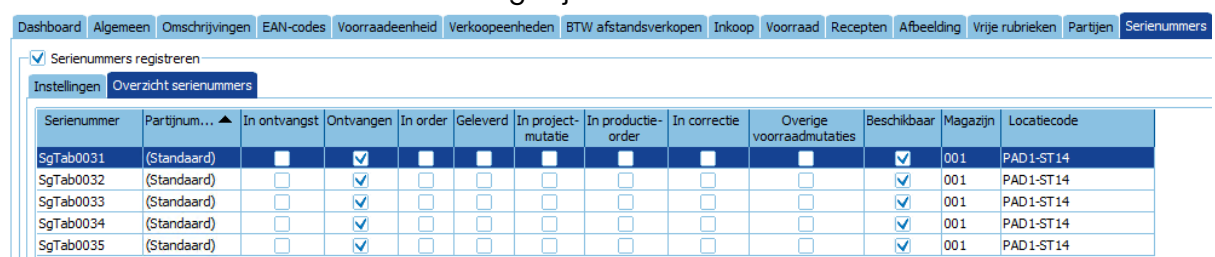 Dashboard Algemeen Omschrijvingen EAN-codes Voorraadeenheid Verkoopeenheden BTW afstandsverkopen Inkoop Voorraad Recepten Afbeelding Vrije rubrieken Partijen Serienummers
Serienummers registreren
Instellingen Overzicht serienummers
Serienummer Partijnum... In ontvangst Ontvangen In order Geleverd In project-mutatie In productie-order In correctie Overige voorraadmutaties Beschikbaar Magazijn Locatiecode
SgTab0031 (Standaard) 001 PAD1-ST14
SgTab0032 (Standaard) 001 PAD1-ST14
SgTab0033 (Standaard) 001 PAD1-ST14
SgTab0034 (Standaard) 001 PAD1-ST14
SgTab0035 (Standaard) 001 PAD1-ST14